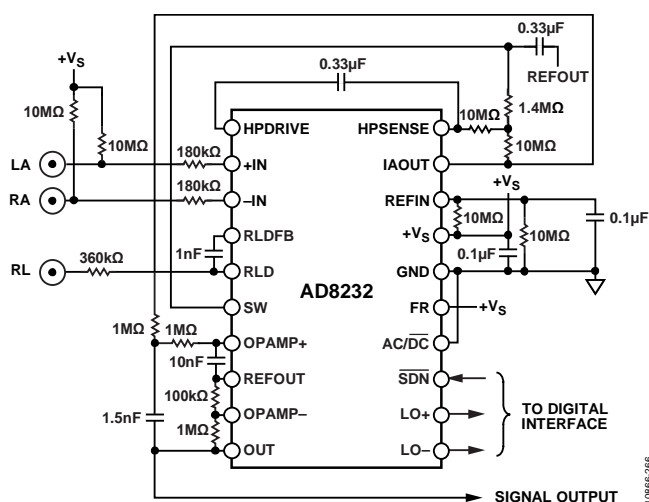 0.33µF
REFOUT
+VS
0.33µF
10MΩ
10MΩ
10MΩ
1.4MΩ
10MΩ
HPDRIVE
HPSENSE
LA
180kΩ
+IN
IAOUT
RA
180kΩ
–IN
REFIN
+VS
10MΩ
0.1µF
RLDFB
+VS
1nF
0.1µF
10MΩ
RL
360kΩ
RLD
GND
AD8232
SW
FR
+VS
1MΩ
1MΩ
OPAMP+
AC/DC
10nF
REFOUT
SDN
100kΩ
1.5nF
OPAMP–
LO+
TO DIGITAL
INTERFACE
1MΩ
OUT
LO–
SIGNAL OUTPUT
10866-266